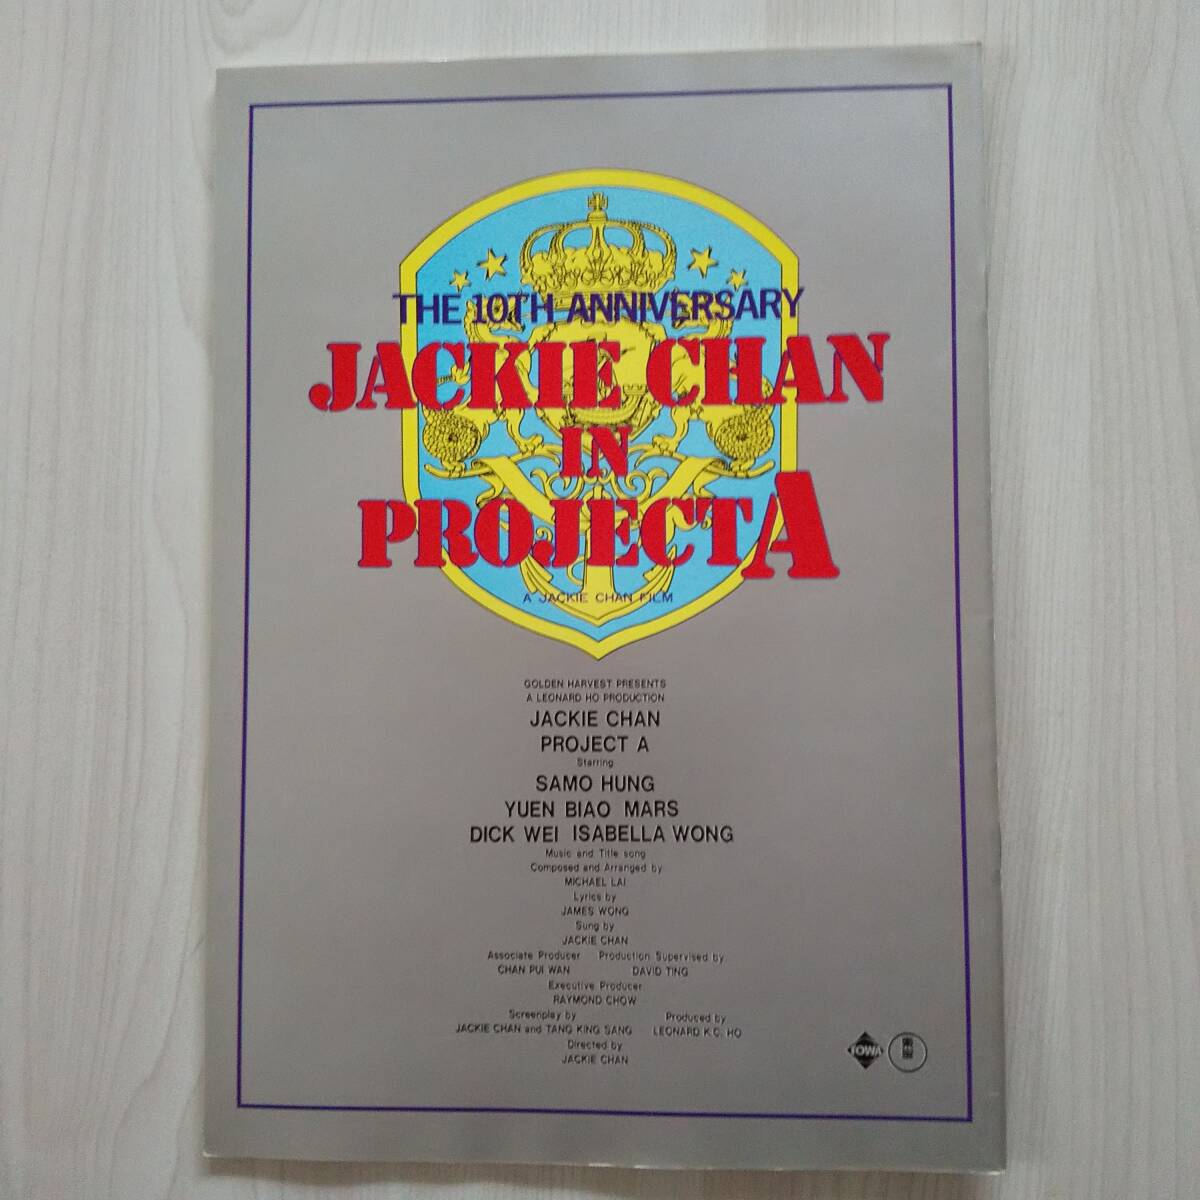 THE 10TH ANNIVERSARY
JACKIE CHAN
IN
PROJECT A
A JACKIE CHAN FILM
GOLDEN HARVEST PRESENTS
A LEONARD HO PRODUCTION
JACKIE CHAN
PROJECT A
Starring
SAMO HUNG
YUEN BIAO MARS
DICK WEI ISABELLA WONG
Music and Title song
Composed and Arranged by
MICHAEL LAI
Lyrics by
JAMES WONG
Sung by
JACKIE CHAN
Associate Producer Production Supervised by
CHAN PUI WAN DAVID TING
Executive Producer
RAYMOND CHOW
Screenplay by Produced by
JACKIE CHAN and TANG KING SANG LEONARD K.C. HO
Directed by
JACKIE CHAN
TOWA